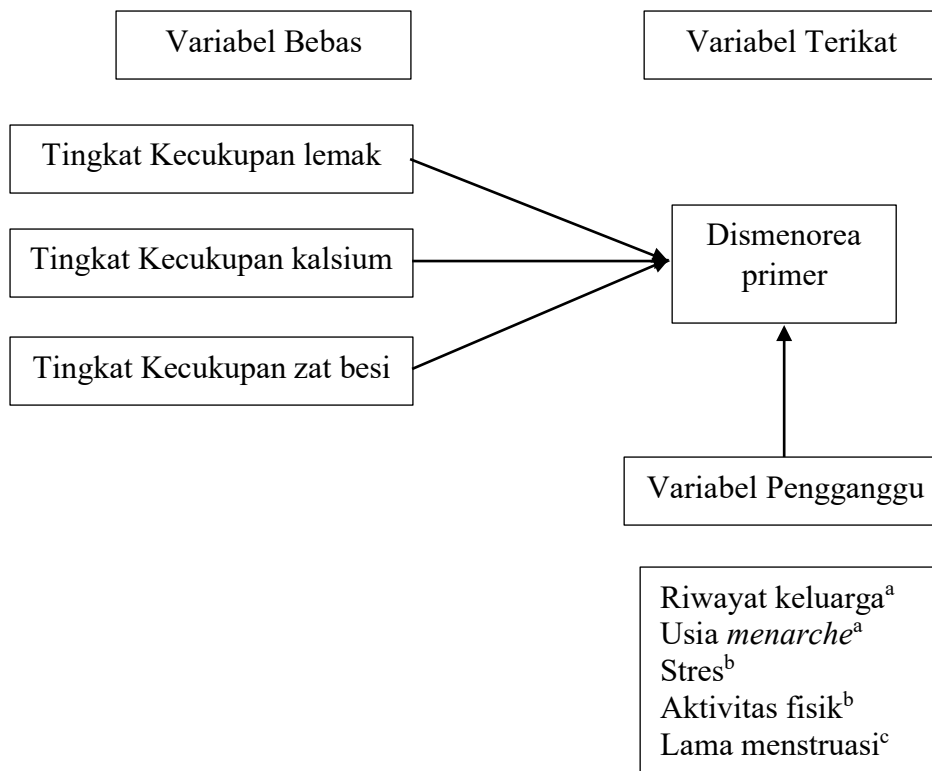 Variabel Bebas
Variabel Terikat
Tingkat Kecukupan lemak
Tingkat Kecukupan kalsium
Tingkat Kecukupan zat besi
Dismenorea
primer
Variabel Pengganggu
Riwayat keluargaᵃ
Usia menarcheᵃ
Stresᵇ
Aktivitas fisikᵇ
Lama menstruasiᶜ